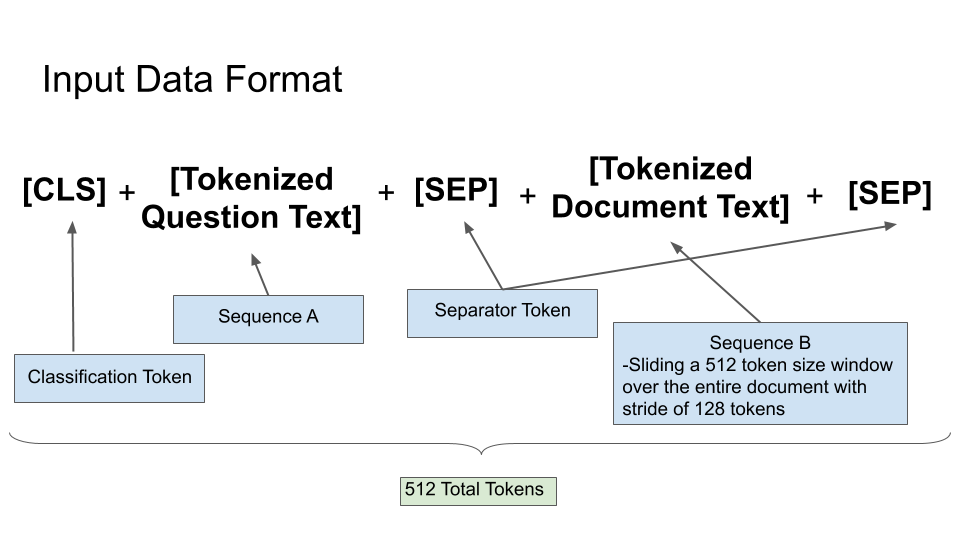 Input Data Format
[CLS] + [Tokenized Question Text] + [SEP] + [Tokenized Document Text] + [SEP]
Sequence A
Separator Token
Sequence B
-Sliding a 512 token size window
over the entire document with
stride of 128 tokens
Classification Token
512 Total Tokens